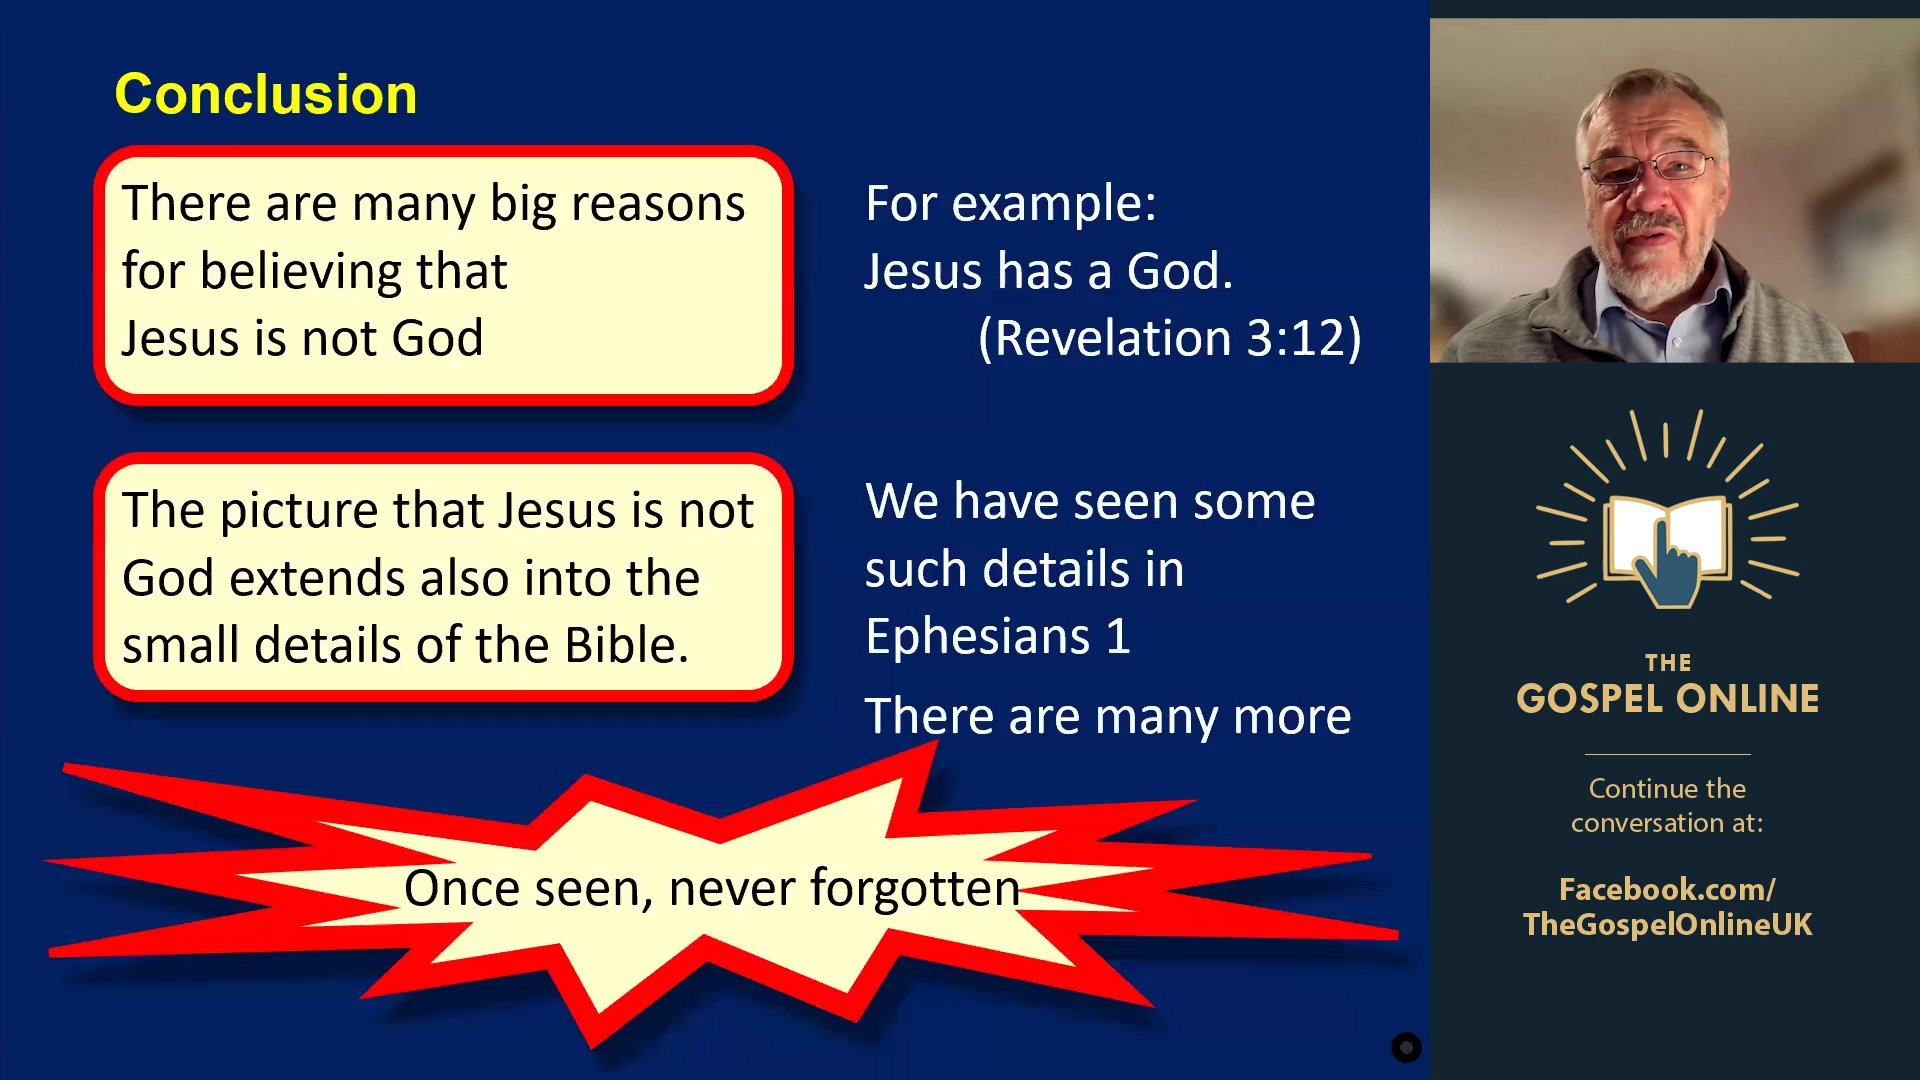 Conclusion
There are many big reasons
for believing that
Jesus is not God
For example:
Jesus has a God.
(Revelation 3:12)
The picture that Jesus is not
God extends also into the
small details of the Bible.
We have seen some
such details in
Ephesians 1
There are many more
Once seen, never forgotten
THE
GOSPEL ONLINE
Continue the
conversation at:
Facebook.com/
TheGospelOnlineUK